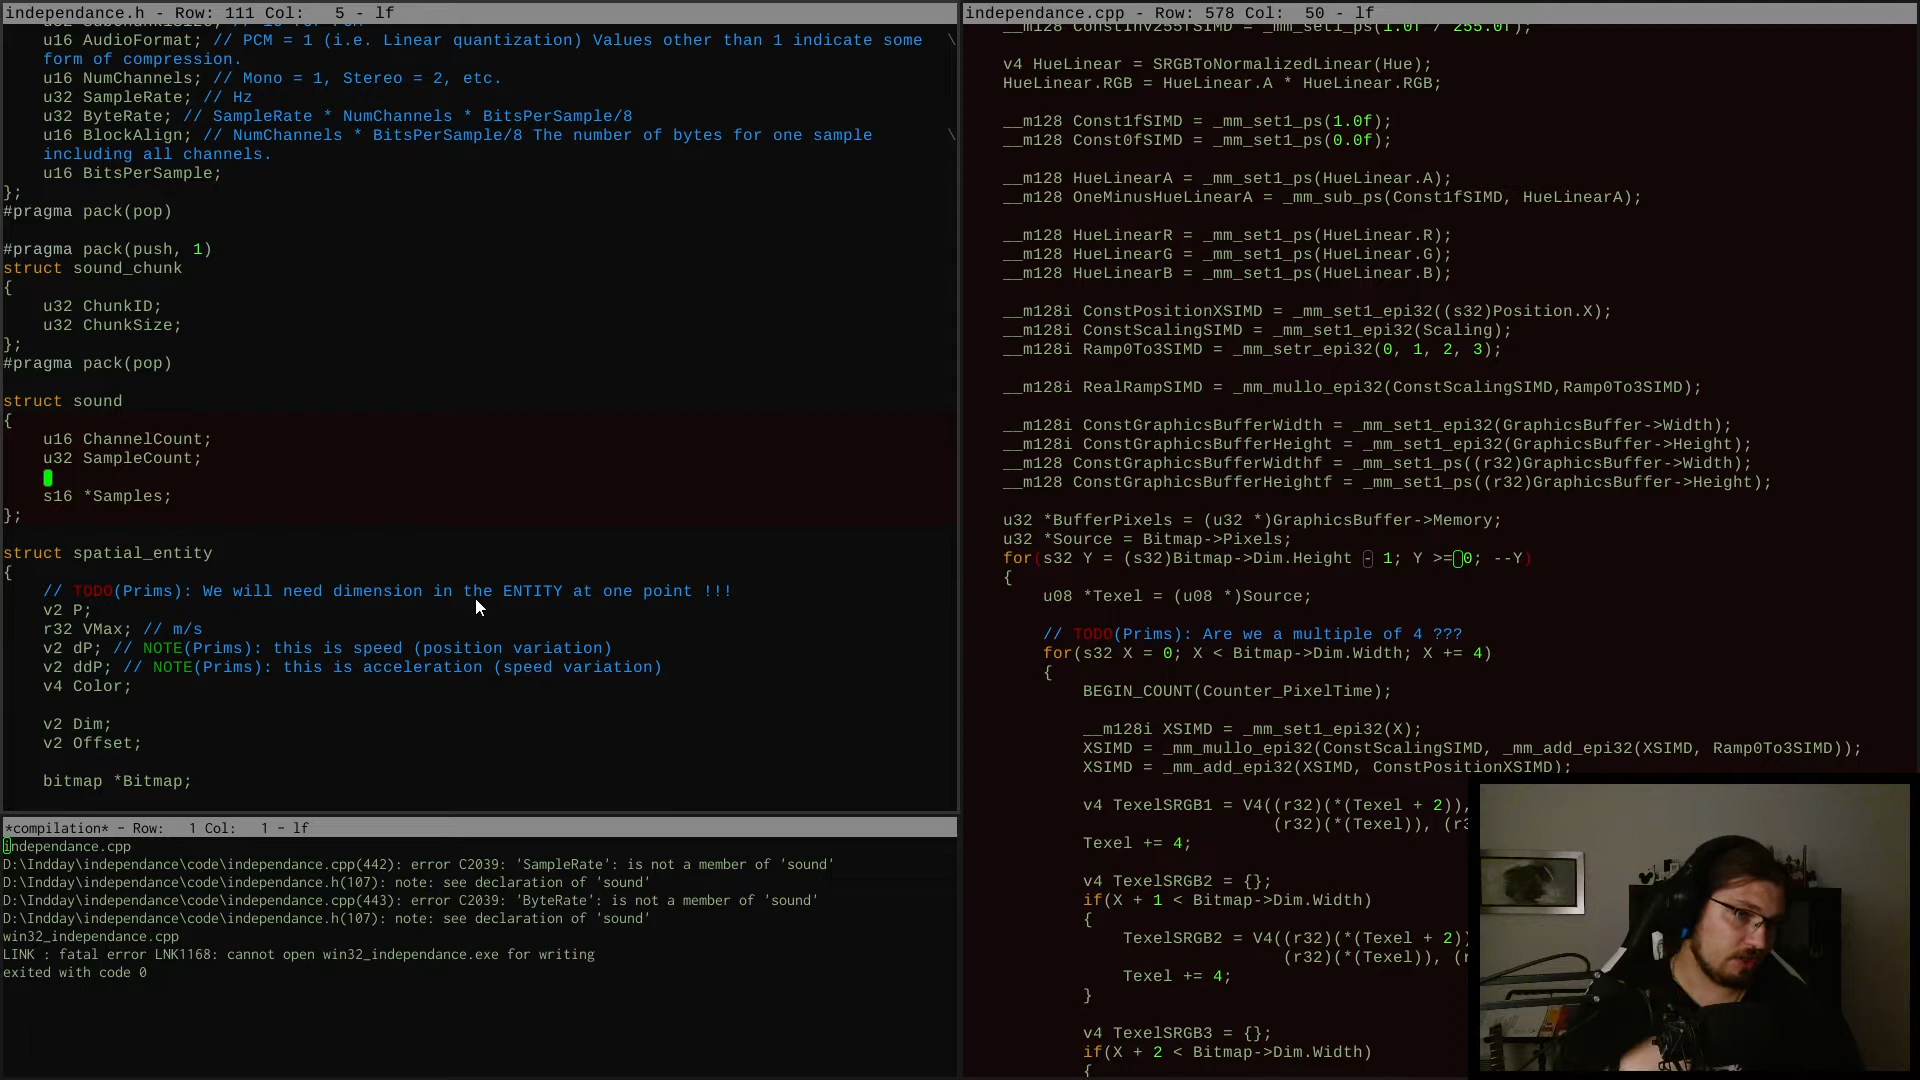 independance.h - Row: 111 Col:   5 - lf
u16 AudioFormat; // PCM = 1 (i.e. Linear quantization) Values other than 1 indicate some \
form of compression.
u16 NumChannels; // Mono = 1, Stereo = 2, etc.
u32 SampleRate; // Hz
u32 ByteRate; // SampleRate * NumChannels * BitsPerSample/8
u16 BlockAlign; // NumChannels * BitsPerSample/8 The number of bytes for one sample \
including all channels.
u16 BitsPerSample;
};
#pragma pack(pop)
#pragma pack(push, 1)
struct sound_chunk
{
u32 ChunkID;
u32 ChunkSize;
};
#pragma pack(pop)
struct sound
{
u16 ChannelCount;
u32 SampleCount;
s16 *Samples;
};
struct spatial_entity
{
// TODO(Prims): We will need dimension in the ENTITY at one point !!!
v2 P;
r32 VMax; // m/s
v2 dP; // NOTE(Prims): this is speed (position variation)
v2 ddP; // NOTE(Prims): this is acceleration (speed variation)
v4 Color;
v2 Dim;
v2 Offset;
bitmap *Bitmap;
*compilation* - Row:   1 Col:   1 - lf
independance.cpp
D:\Indday\independance\code\independance.cpp(442): error C2039: 'SampleRate': is not a member of 'sound'
D:\Indday\independance\code\independance.h(107): note: see declaration of 'sound'
D:\Indday\independance\code\independance.cpp(443): error C2039: 'ByteRate': is not a member of 'sound'
D:\Indday\independance\code\independance.h(107): note: see declaration of 'sound'
win32_independance.cpp
LINK : fatal error LNK1168: cannot open win32_independance.exe for writing
exited with code 0
independance.cpp - Row: 578 Col:  50 - lf
__m128 ConstInv255fSIMD = _mm_set1_ps(1.0f / 255.0f);
v4 HueLinear = SRGBToNormalizedLinear(Hue);
HueLinear.RGB = HueLinear.A * HueLinear.RGB;
__m128 Const1fSIMD = _mm_set1_ps(1.0f);
__m128 Const0fSIMD = _mm_set1_ps(0.0f);
__m128 HueLinearA = _mm_set1_ps(HueLinear.A);
__m128 OneMinusHueLinearA = _mm_sub_ps(Const1fSIMD, HueLinearA);
__m128 HueLinearR = _mm_set1_ps(HueLinear.R);
__m128 HueLinearG = _mm_set1_ps(HueLinear.G);
__m128 HueLinearB = _mm_set1_ps(HueLinear.B);
__m128i ConstPositionXSIMD = _mm_set1_epi32((s32)Position.X);
__m128i ConstScalingSIMD = _mm_set1_epi32(Scaling);
__m128i Ramp0To3SIMD = _mm_setr_epi32(0, 1, 2, 3);
__m128i RealRampSIMD = _mm_mullo_epi32(ConstScalingSIMD,Ramp0To3SIMD);
__m128i ConstGraphicsBufferWidth = _mm_set1_epi32(GraphicsBuffer->Width);
__m128i ConstGraphicsBufferHeight = _mm_set1_epi32(GraphicsBuffer->Height);
__m128 ConstGraphicsBufferWidthf = _mm_set1_ps((r32)GraphicsBuffer->Width);
__m128 ConstGraphicsBufferHeightf = _mm_set1_ps((r32)GraphicsBuffer->Height);
u32 *BufferPixels = (u32 *)GraphicsBuffer->Memory;
u32 *Source = Bitmap->Pixels;
for(s32 Y = (s32)Bitmap->Dim.Height - 1; Y >= 0; --Y)
{
u08 *Texel = (u08 *)Source;
// TODO(Prims): Are we a multiple of 4 ???
for(s32 X = 0; X < Bitmap->Dim.Width; X += 4)
{
BEGIN_COUNT(Counter_PixelTime);
__m128i XSIMD = _mm_set1_epi32(X);
XSIMD = _mm_mullo_epi32(ConstScalingSIMD, _mm_add_epi32(XSIMD, Ramp0To3SIMD));
XSIMD = _mm_add_epi32(XSIMD, ConstPositionXSIMD);
v4 TexelSRGB1 = V4((r32)(*(Texel + 2)),
(r32)(*(Texel)), (r3
Texel += 4;
v4 TexelSRGB2 = {};
if(X + 1 < Bitmap->Dim.Width)
{
TexelSRGB2 = V4((r32)(*(Texel + 2))
(r32)(*(Texel)), (r
Texel += 4;
}
v4 TexelSRGB3 = {};
if(X + 2 < Bitmap->Dim.Width)
{